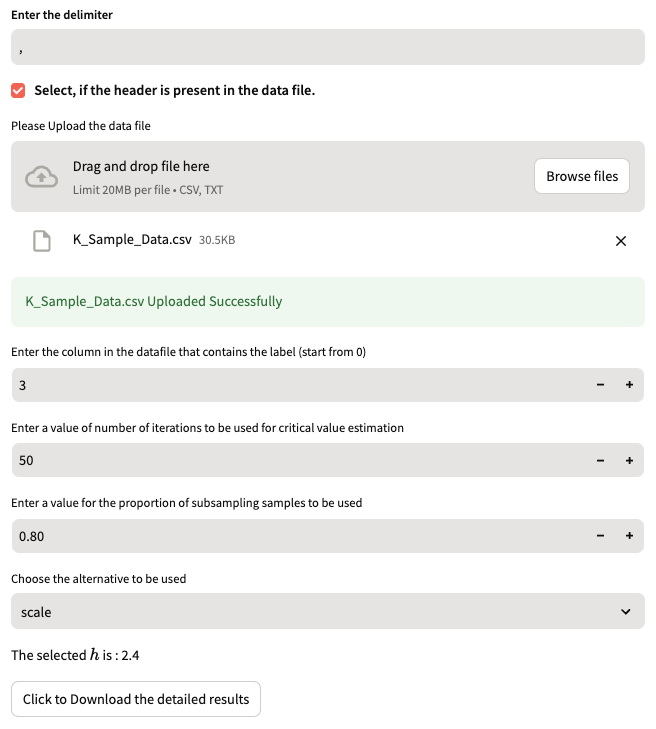 Enter the delimiter
,
Select, if the header is present in the data file.
Please Upload the data file
Drag and drop file here
Limit 20MB per file • CSV, TXT
Browse files
K_Sample_Data.csv 30.5KB
K_Sample_Data.csv Uploaded Successfully
Enter the column in the datafile that contains the label (start from 0)
3
Enter a value of number of iterations to be used for critical value estimation
50
Enter a value for the proportion of subsampling samples to be used
0.80
Choose the alternative to be used
scale
The selected h is : 2.4
Click to Download the detailed results